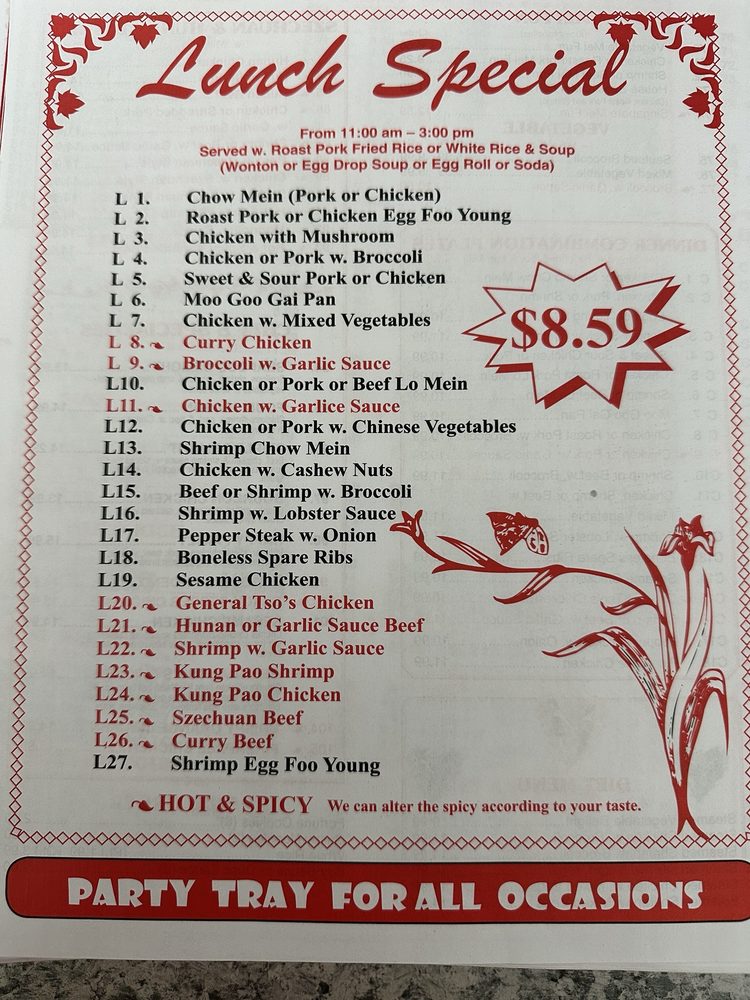 Lunch Special
From 11:00 am – 3:00 pm
Served w. Roast Pork Fried Rice or White Rice & Soup
(Wonton or Egg Drop Soup or Egg Roll or Soda)
L 1. Chow Mein (Pork or Chicken)
L 2. Roast Pork or Chicken Egg Foo Young
L 3. Chicken with Mushroom
L 4. Chicken or Pork w. Broccoli
L 5. Sweet & Sour Pork or Chicken
L 6. Moo Goo Gai Pan
L 7. Chicken w. Mixed Vegetables
L 8. Curry Chicken
L 9. Broccoli w. Garlic Sauce
L10. Chicken or Pork or Beef Lo Mein
L11. Chicken w. Garlice Sauce
L12. Chicken or Pork w. Chinese Vegetables
L13. Shrimp Chow Mein
L14. Chicken w. Cashew Nuts
L15. Beef or Shrimp w. Broccoli
L16. Shrimp w. Lobster Sauce
L17. Pepper Steak w. Onion
L18. Boneless Spare Ribs
L19. Sesame Chicken
L20. General Tso's Chicken
L21. Hunan or Garlic Sauce Beef
L22. Shrimp w. Garlic Sauce
L23. Kung Pao Shrimp
L24. Kung Pao Chicken
L25. Szechuan Beef
L26. Curry Beef
L27. Shrimp Egg Foo Young
$8.59
HOT & SPICY We can alter the spicy according to your taste.
PARTY TRAY FOR ALL OCCASIONS